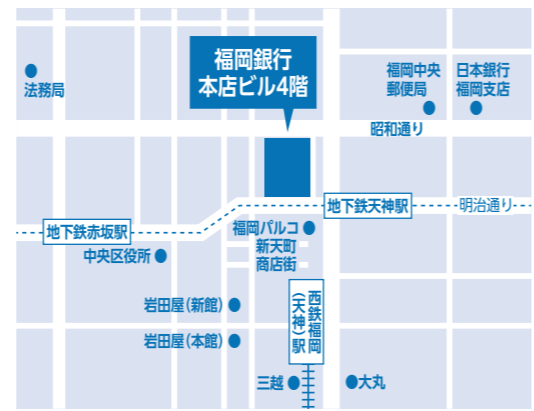 福岡銀行
本店ビル4階
法務局
福岡中央
郵便局
日本銀行
福岡支店
昭和通り
地下鉄天神駅
明治通り
地下鉄赤坂駅
福岡パルコ
新天町
商店街
中央区役所
西鉄福岡
（天神）駅
岩田屋（新館）
岩田屋（本館）
三越
大丸